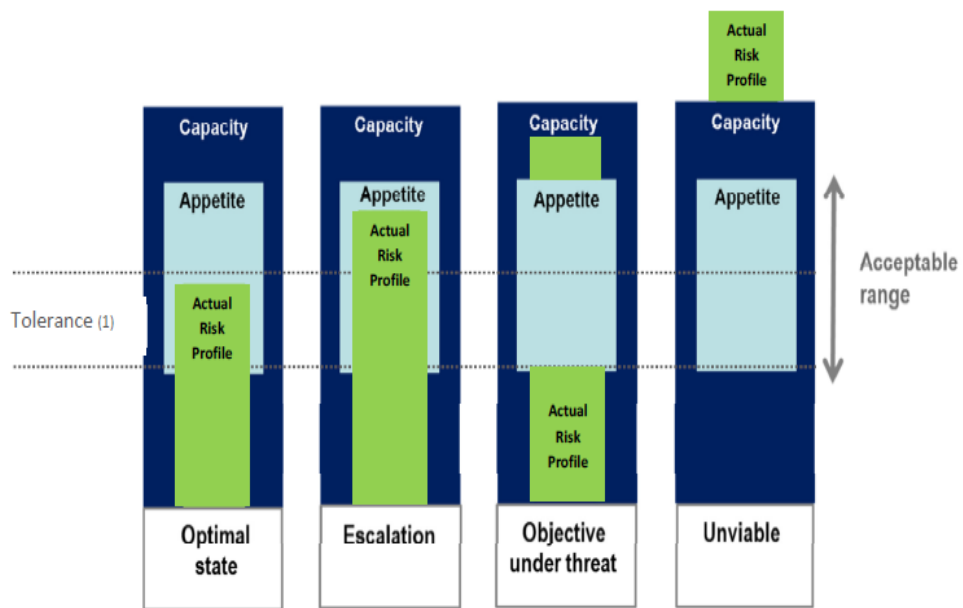 Actual
Risk
Profile
Capacity
Appetite
Actual
Risk
Profile
Optimal
state
Capacity
Appetite
Actual
Risk
Profile
Escalation
Capacity
Appetite
Actual
Risk
Profile
Objective
under threat
Capacity
Appetite
Unviable
Tolerance (1)
Acceptable
range